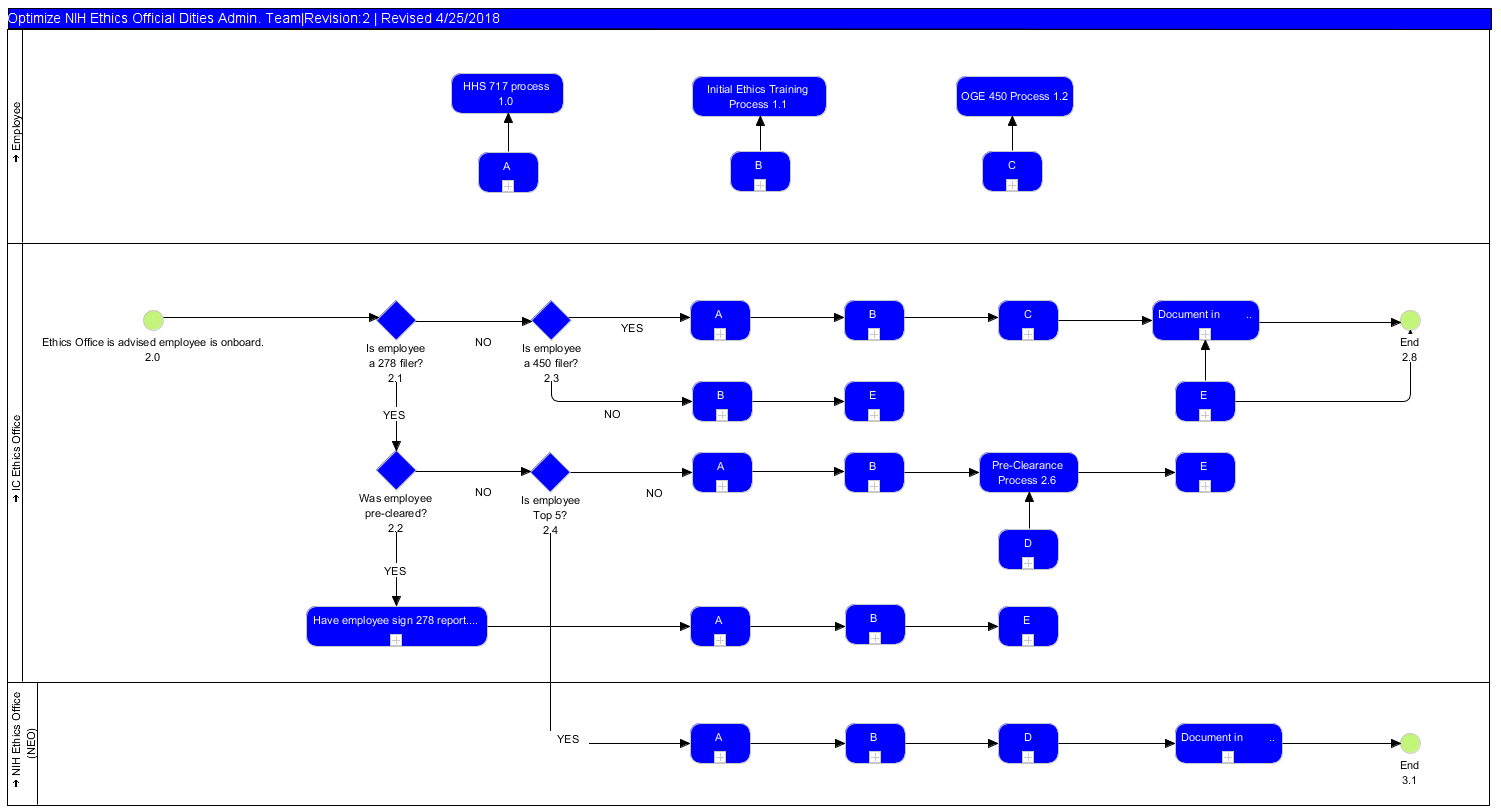 Optimize NIH Ethics Official Dities Admin. Team|Revision:2 | Revised 4/25/2018
➔ Employee
HHS 717 process
1.0
Initial Ethics Training
Process 1.1
OGE 450 Process 1.2
A
B
C
➔ IC Ethics Office
Ethics Office is advised employee is onboard.
2.0
Is employee
a 278 filer?
2.1
NO
Is employee
a 450 filer?
2.3
YES
A
B
C
Document in ..
End
2.8
YES
NO
B
E
E
Was employee
pre-cleared?
2.2
NO
Is employee
Top 5?
2.4
NO
A
B
Pre-Clearance
Process 2.6
E
D
YES
Have employee sign 278 report....
A
B
E
➔ NIH Ethics Office
(NEO)
YES
A
B
D
Document in ..
End
3.1